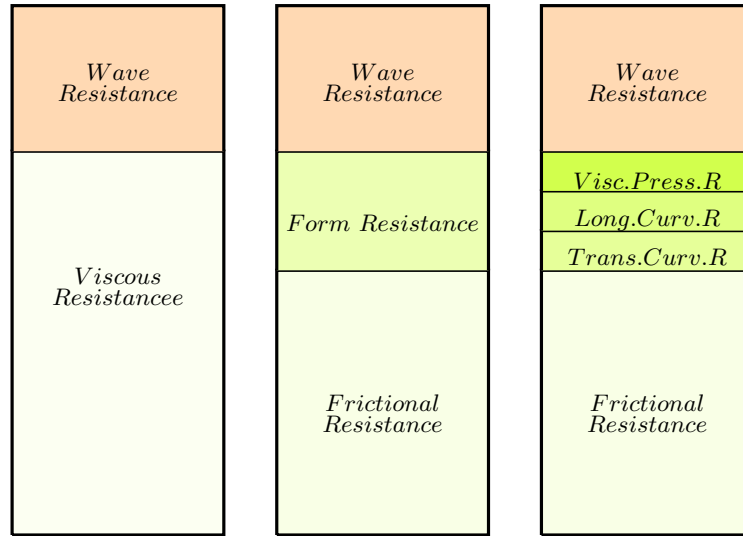 Wave
Resistance
Viscous
Resistancee
Wave
Resistance
Form Resistance
Frictional
Resistance
Wave
Resistance
Visc.Press.R
Long.Curv.R
Trans.Curv.R
Frictional
Resistance